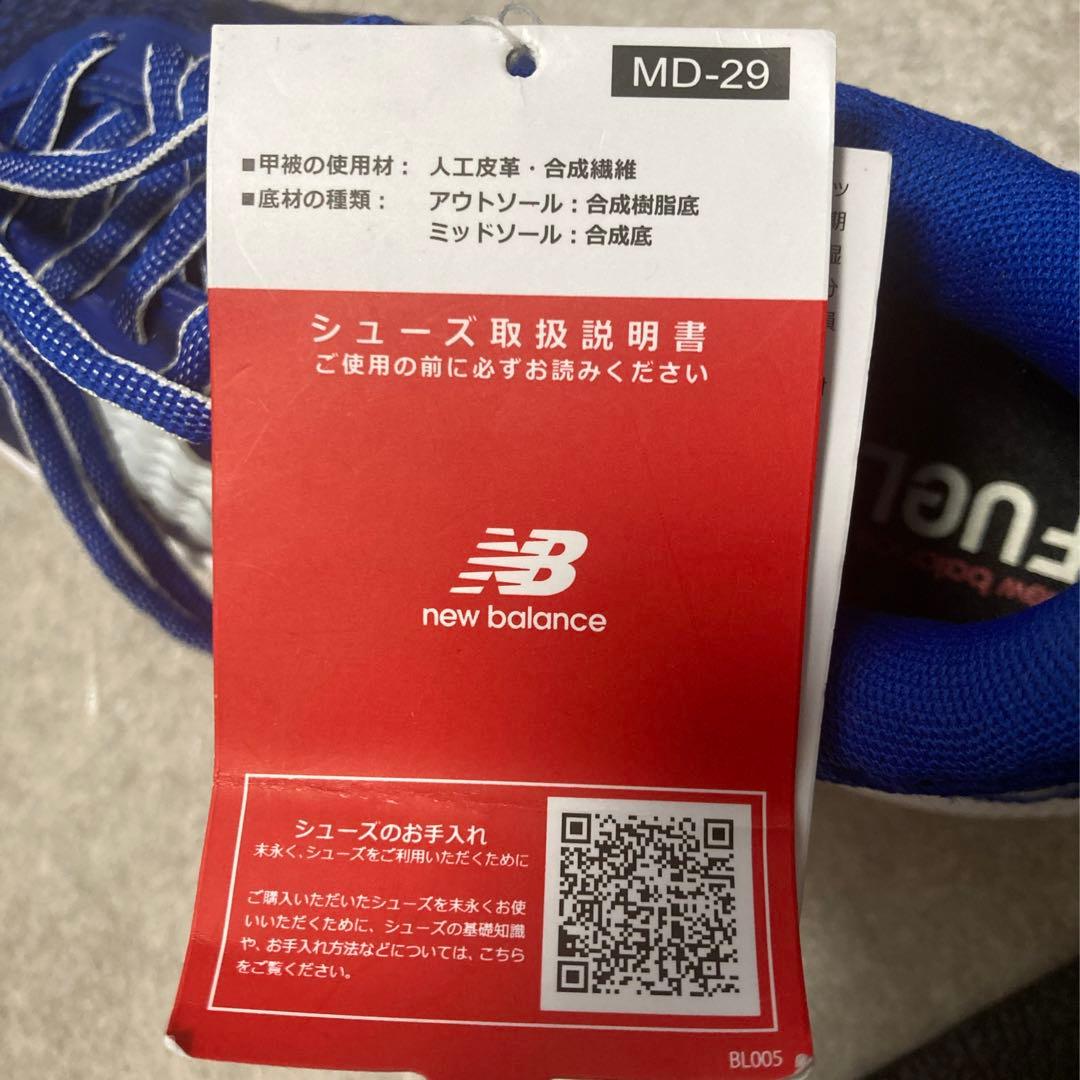 MD-29
■甲被の使用材： 人工皮革・合成繊維
■底材の種類： アウトソール：合成樹脂底
ミッドソール：合成底
シューズ取扱説明書
ご使用の前に必ずお読みください
NB
new balance
シューズのお手入れ
末永く、シューズをご利用いただくために
ご購入いただいたシューズを末永くお使
いいただくために、シューズの基礎知識
や、お手入れ方法などについては、こちら
をご覧ください。
BL005
ツ
期
湿
分
損
FUEL
new bala